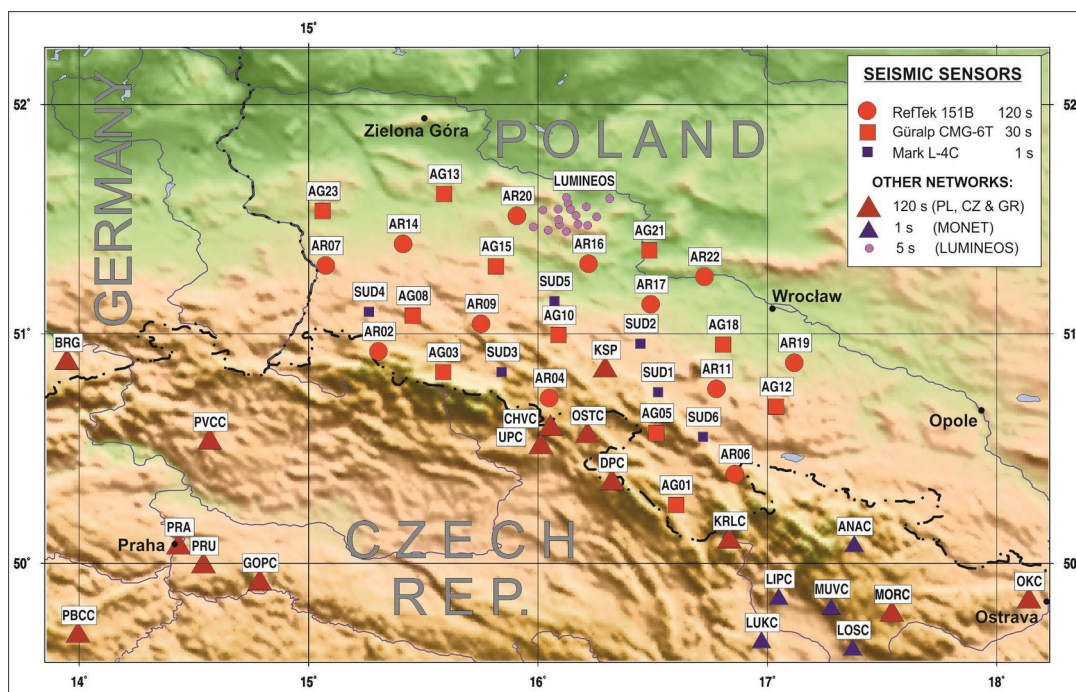 15˚
GERMANY
52˚
52˚
SEISMIC SENSORS
RefTek 151B 120 s
Güralp CMG-6T 30 s
Mark L-4C 1 s
OTHER NETWORKS:
120 s (PL, CZ & GR)
1 s (MONET)
5 s (LUMINEOS)
Zielona Góra
POLAND
AG13
LUMINEOS
AG23
AR20
AR14
AG21
AR07
AG15
AR16
AR22
SUD4
AG08
AR09
SUD5
AR17
Wrocław
51˚
51˚
AR02
AG10
SUD2
AG18
BRG
AG03
SUD3
KSP
AR19
AR04
SUD1
AR11
AG12
PVCC
CHVC
OSTC
AG05
SUD6
Opole
UPC
DPC
AR06
AG01
PRA
CZECH
KRLC
ANAC
Praha
PRU
50˚
50˚
GOPC
REP.
LIPC
MUVC
MORC
OKC
PBCC
LUKC
LOSC
Ostrava
14˚
15˚
16˚
17˚
18˚